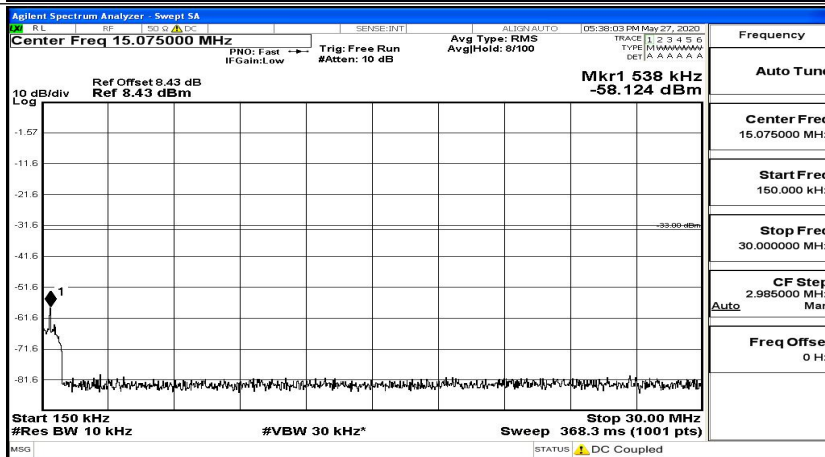 Agilent Spectrum Analyzer - Swept SA
LXI RL RF 50 Ω DC SENSE:INT ALIGN AUTO 05:38:03 PM May 27, 2020
Center Freq 15.075000 MHz
PNO: Fast
IFGain:Low
Trig: Free Run
#Atten: 10 dB
Avg Type: RMS
Avg|Hold: 8/100
TRACE 1 2 3 4 5 6
TYPE M W W W W W
DET A A A A A A
Ref Offset 8.43 dB
Ref 8.43 dBm
10 dB/div
Log
Mkr1 538 kHz
-58.124 dBm
-1.57
-11.6
-21.6
-31.6
-33.00 dBm
-41.6
-51.6
1
-61.6
-71.6
-81.6
Start 150 kHz
Stop 30.00 MHz
#Res BW 10 kHz
#VBW 30 kHz*
Sweep 368.3 ms (1001 pts)
MSG
STATUS DC Coupled
Frequency
Auto Tune
Center Freq
15.075000 MHz
Start Freq
150.000 kHz
Stop Freq
30.000000 MHz
CF Step
2.985000 MHz
Auto Man
Freq Offset
0 Hz